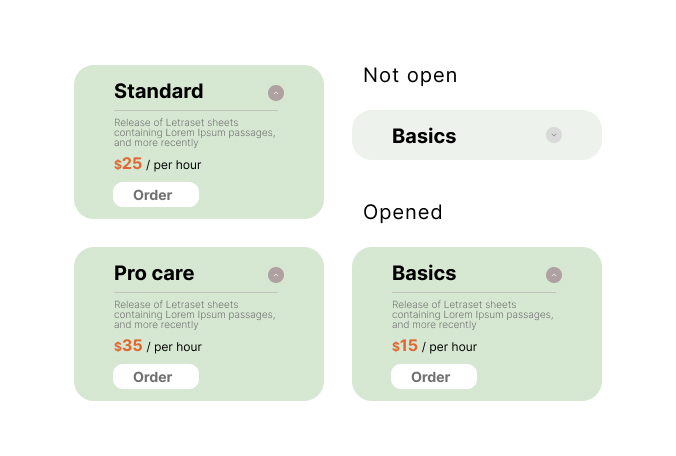 Standard
Release of Letraset sheets
containing Lorem Ipsum passages,
and more recently
$25 / per hour
Order
Not open
Basics
Opened
Pro care
Release of Letraset sheets
containing Lorem Ipsum passages,
and more recently
$35 / per hour
Order
Basics
Release of Letraset sheets
containing Lorem Ipsum passages,
and more recently
$15 / per hour
Order